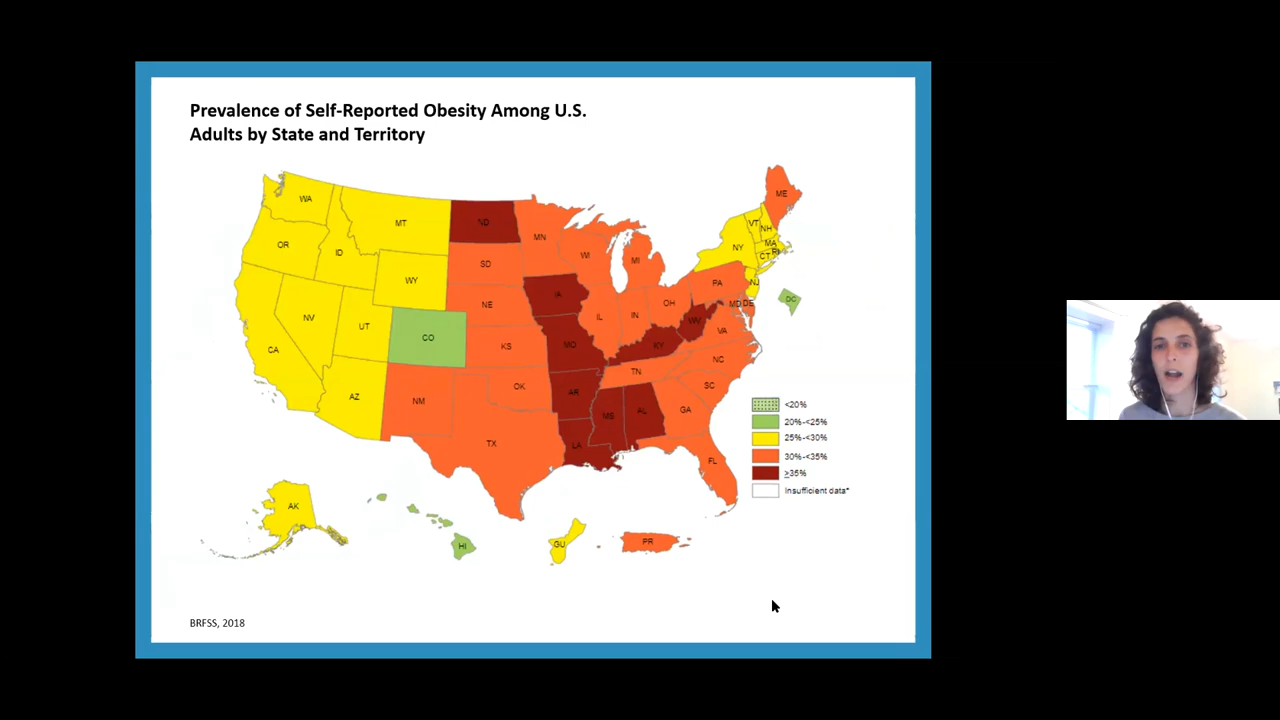 Prevalence of Self-Reported Obesity Among U.S.
Adults by State and Territory
WA
MT
ND
MN
ME
OR
ID
WY
SD
WI
MI
NY
VT
NH
MA
RI
CT
NV
UT
CO
NE
IA
IL
IN
OH
PA
NJ
MD
DE
DC
CA
AZ
NM
KS
MO
KY
WV
VA
OK
AR
TN
NC
SC
TX
LA
MS
AL
GA
FL
AK
HI
GU
PR
<20%
20%-<25%
25%-<30%
30%-<35%
≥35%
Insufficient data*
BRFSS, 2018